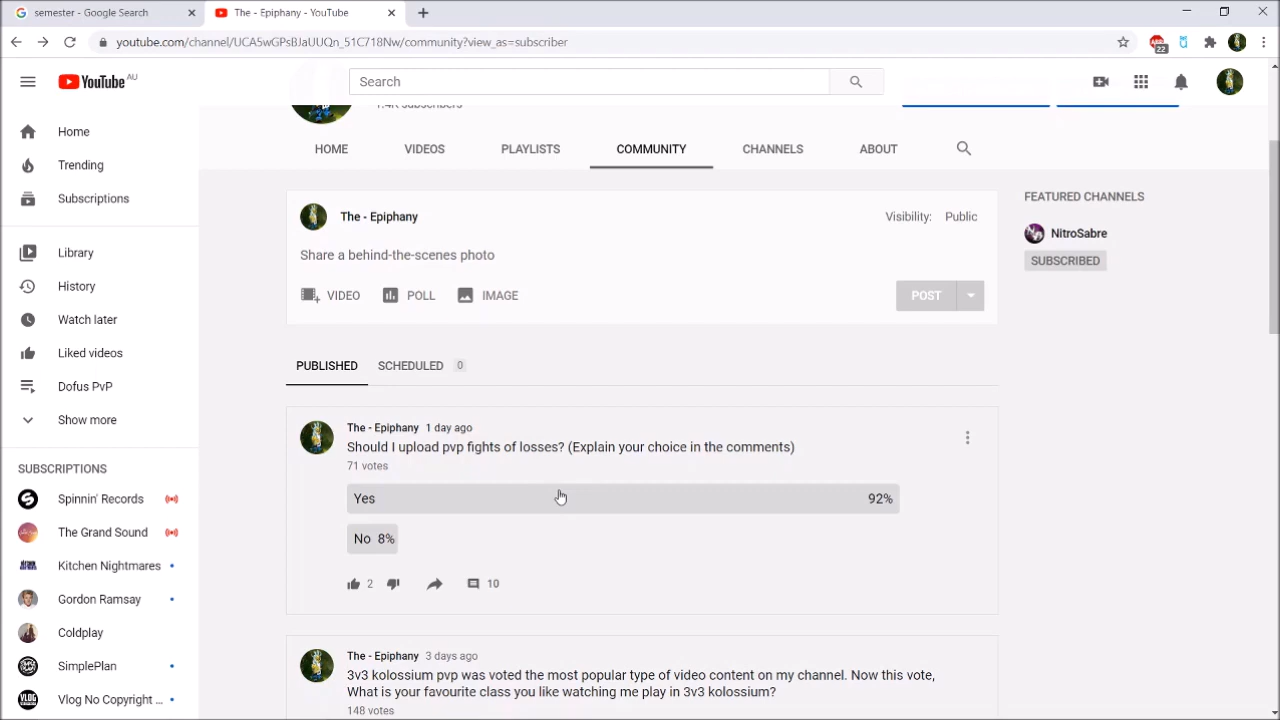 semester - Google Search
The - Epiphany - YouTube
youtube.com/channel/UCA5wGPsBJaUUQn_51C718Nw/community?view_as=subscriber
22
YouTube AU
Search
1.4K subscribers
HOME VIDEOS PLAYLISTS COMMUNITY CHANNELS ABOUT
Home
Trending
Subscriptions
Library
History
Watch later
Liked videos
Dofus PvP
Show more
SUBSCRIPTIONS
Spinnin' Records
The Grand Sound
Kitchen Nightmares
Gordon Ramsay
Coldplay
SimplePlan
Vlog No Copyright ...
The - Epiphany
Visibility: Public
Share a behind-the-scenes photo
VIDEO POLL IMAGE
POST
FEATURED CHANNELS
NitroSabre
SUBSCRIBED
PUBLISHED SCHEDULED 0
The - Epiphany 1 day ago
Should I upload pvp fights of losses? (Explain your choice in the comments)
71 votes
Yes 92%
No 8%
2 10
The - Epiphany 3 days ago
3v3 kolossium pvp was voted the most popular type of video content on my channel. Now this vote,
What is your favourite class you like watching me play in 3v3 kolossium?
148 votes